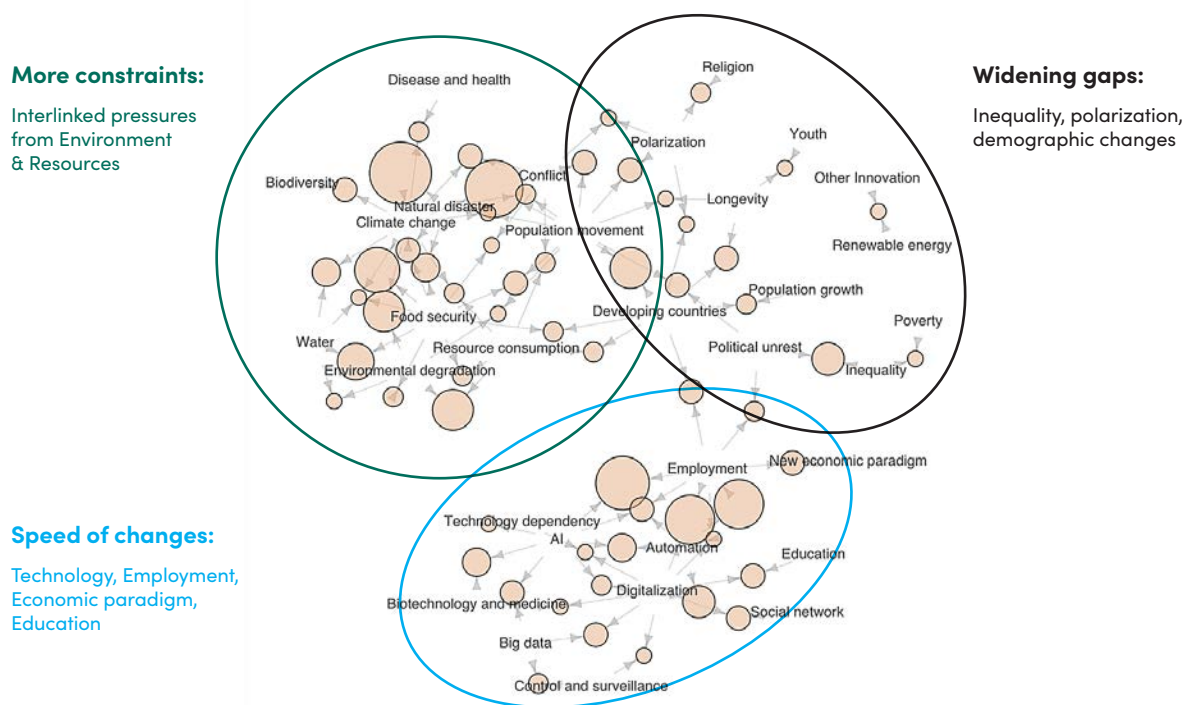 More constraints:
Interlinked pressures
from Environment
& Resources
Widening gaps:
Inequality, polarization,
demographic changes
Speed of changes:
Technology, Employment,
Economic paradigm,
Education
Disease and health
Biodiversity
Natural disaster
Conflict
Climate change
Population movement
Food security
Water
Resource consumption
Environmental degradation
Religion
Polarization
Youth
Longevity
Other Innovation
Renewable energy
Population growth
Developing countries
Political unrest
Poverty
Inequality
Employment
New economic paradigm
Technology dependency
AI
Automation
Education
Digitalization
Biotechnology and medicine
Social network
Big data
Control and surveillance